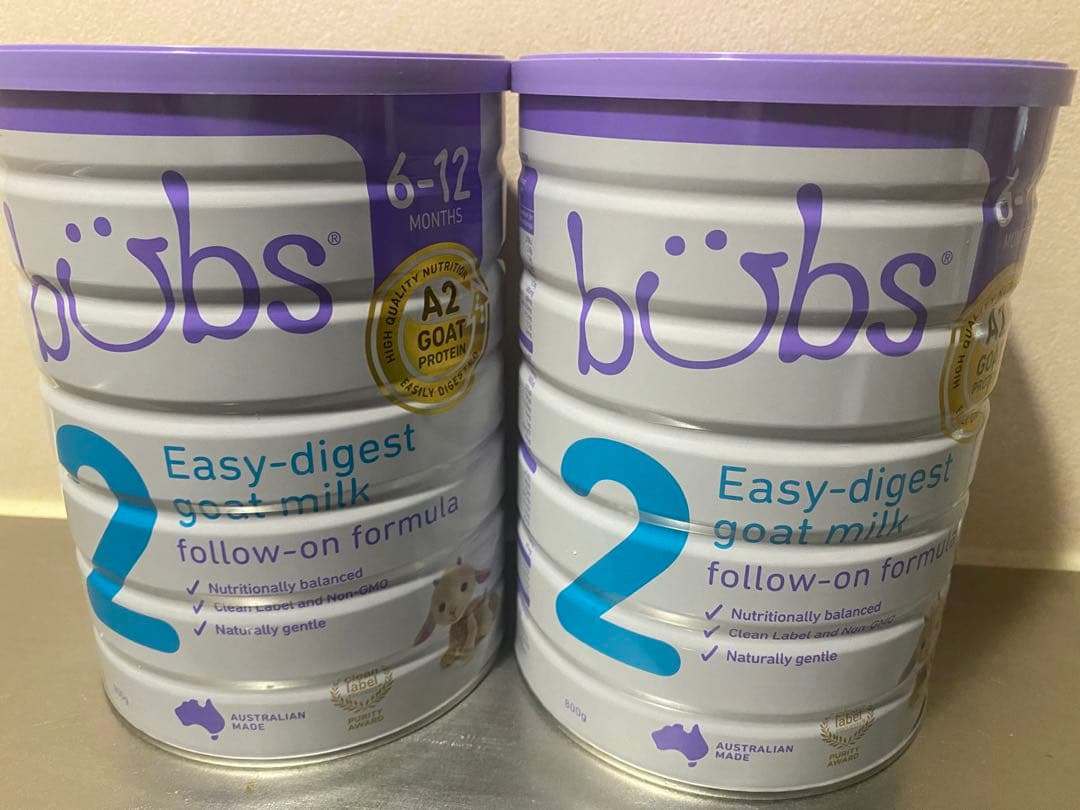 6-12
MONTHS
bubs®
HIGH QUALITY NUTRITION
A2
GOAT
PROTEIN
EASILY DIGESTED
2
Easy-digest
goat milk
follow-on formula
✓ Nutritionally balanced
✓ Clean Label and Non-GMO
✓ Naturally gentle
800g
AUSTRALIAN
MADE
clean
label
PURITY
AWARD
bubs®
2
Easy-digest
goat milk
follow-on formula
✓ Nutritionally balanced
✓ Clean Label and Non-GMO
✓ Naturally gentle
800g
AUSTRALIAN
MADE
label
PURITY
AWARD